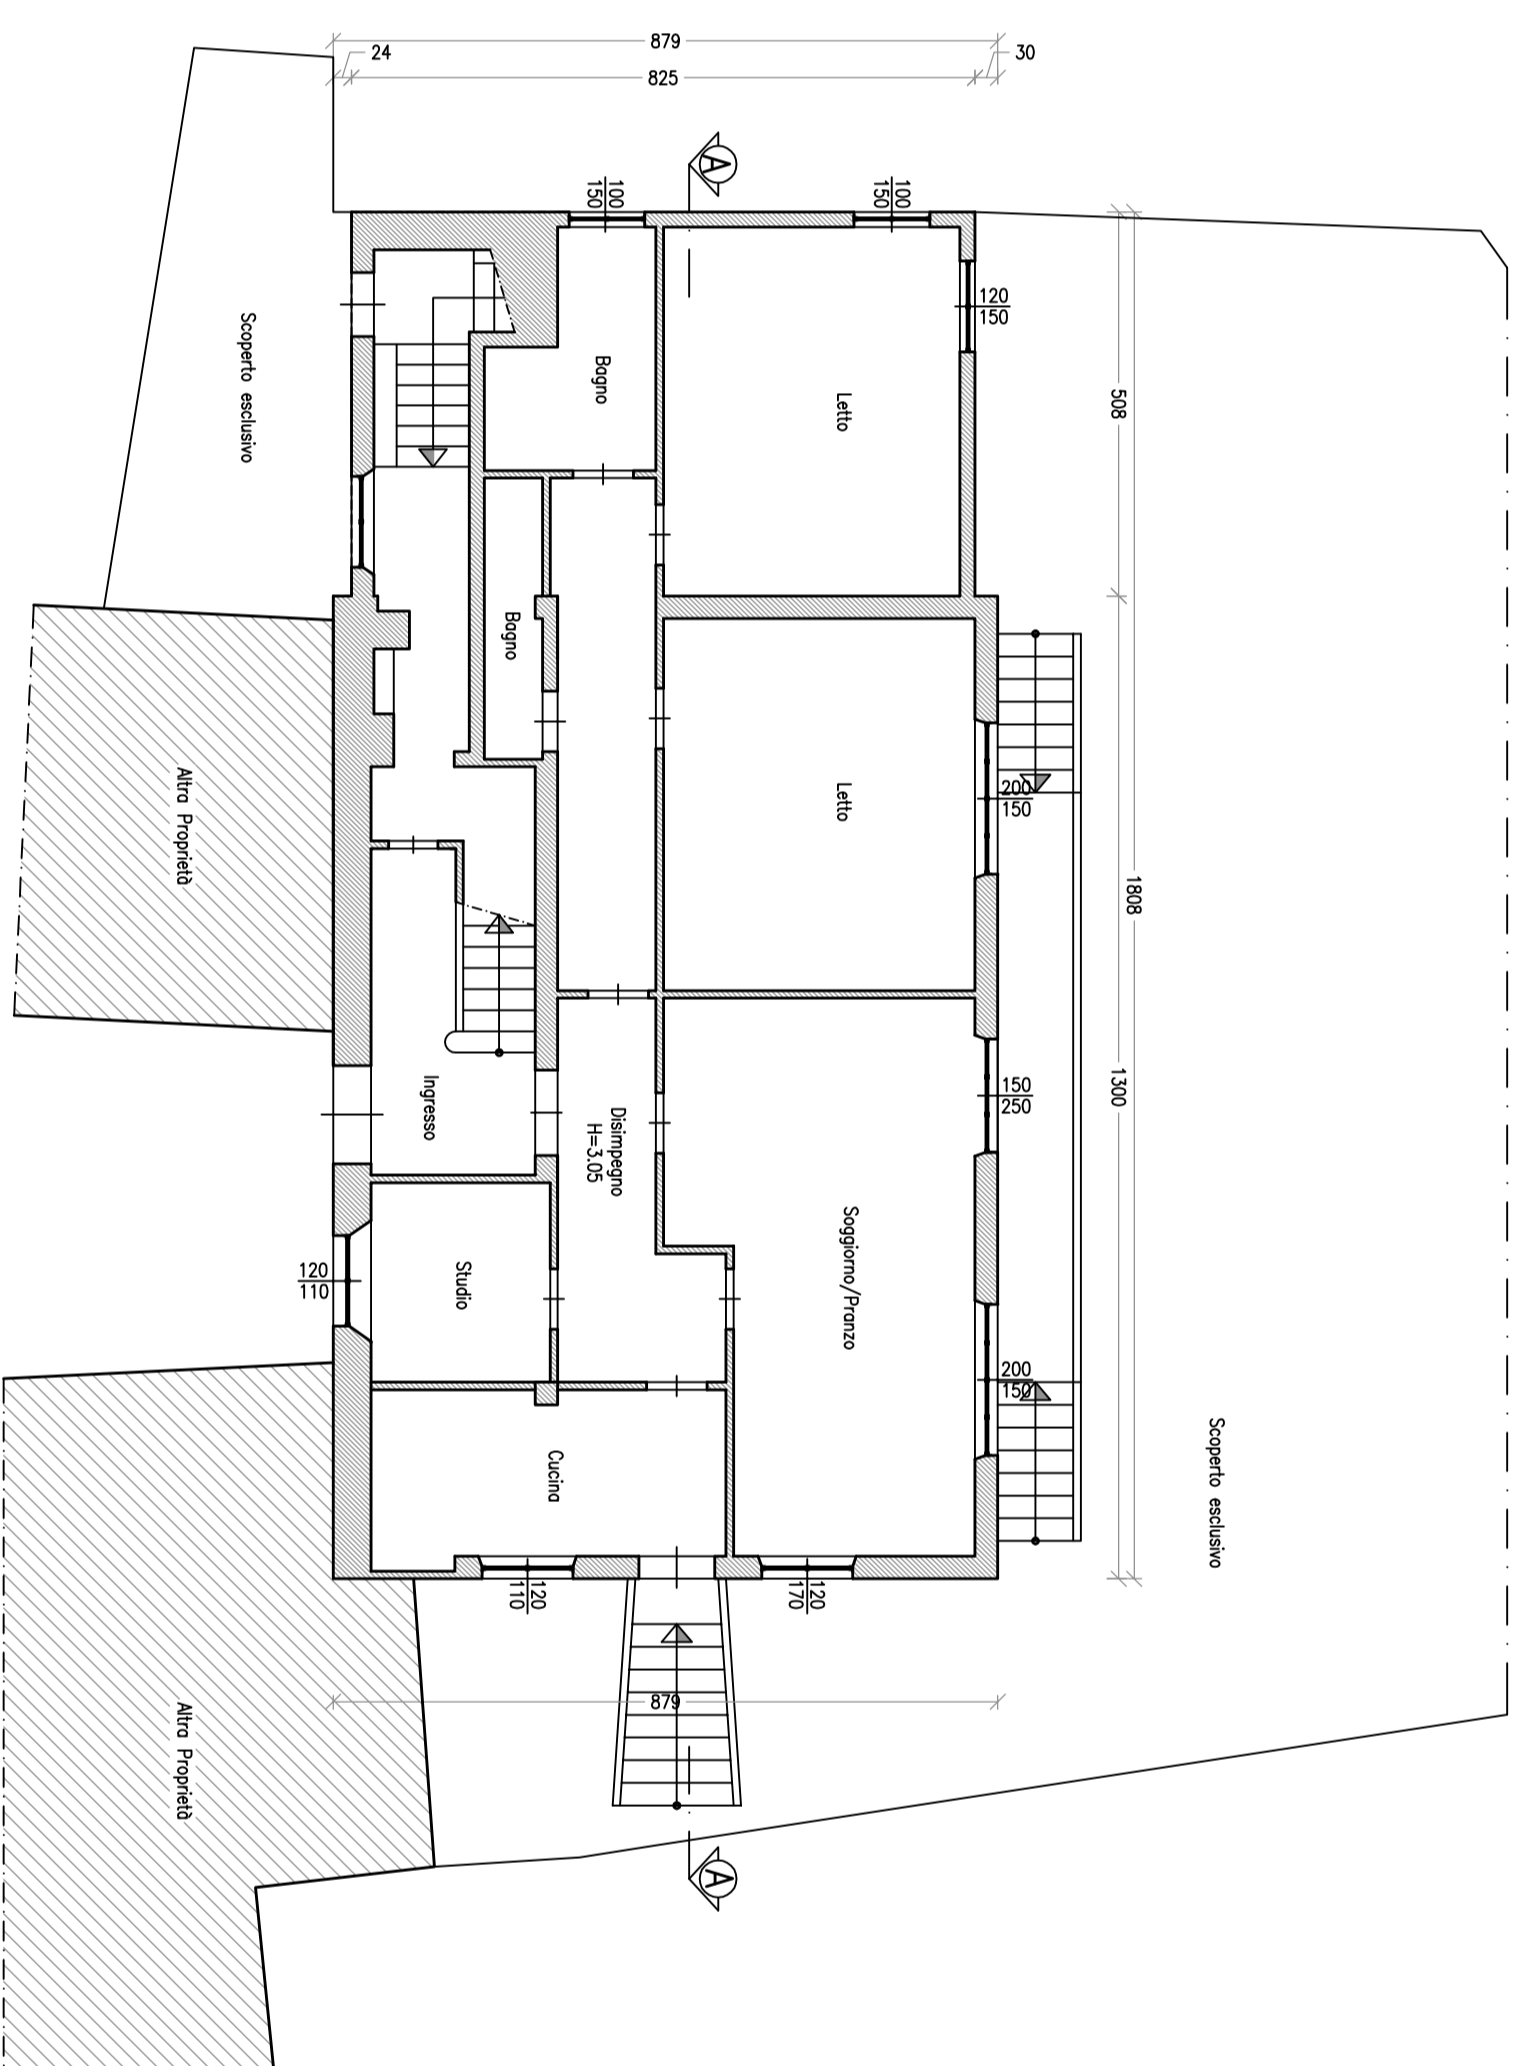 879
24
30
825
A
100
150
100
150
120
150
508
Scoperto esclusivo
Bagno
Letto
Bagno
Altra Proprietà
Letto
200
150
1808
1300
150
250
Ingresso
Disimpegno
H=3.05
Soggiorno/Pranzo
Studio
120
110
200
150
Scoperto esclusivo
Cucina
120
110
120
170
879
Altra Proprietà
A